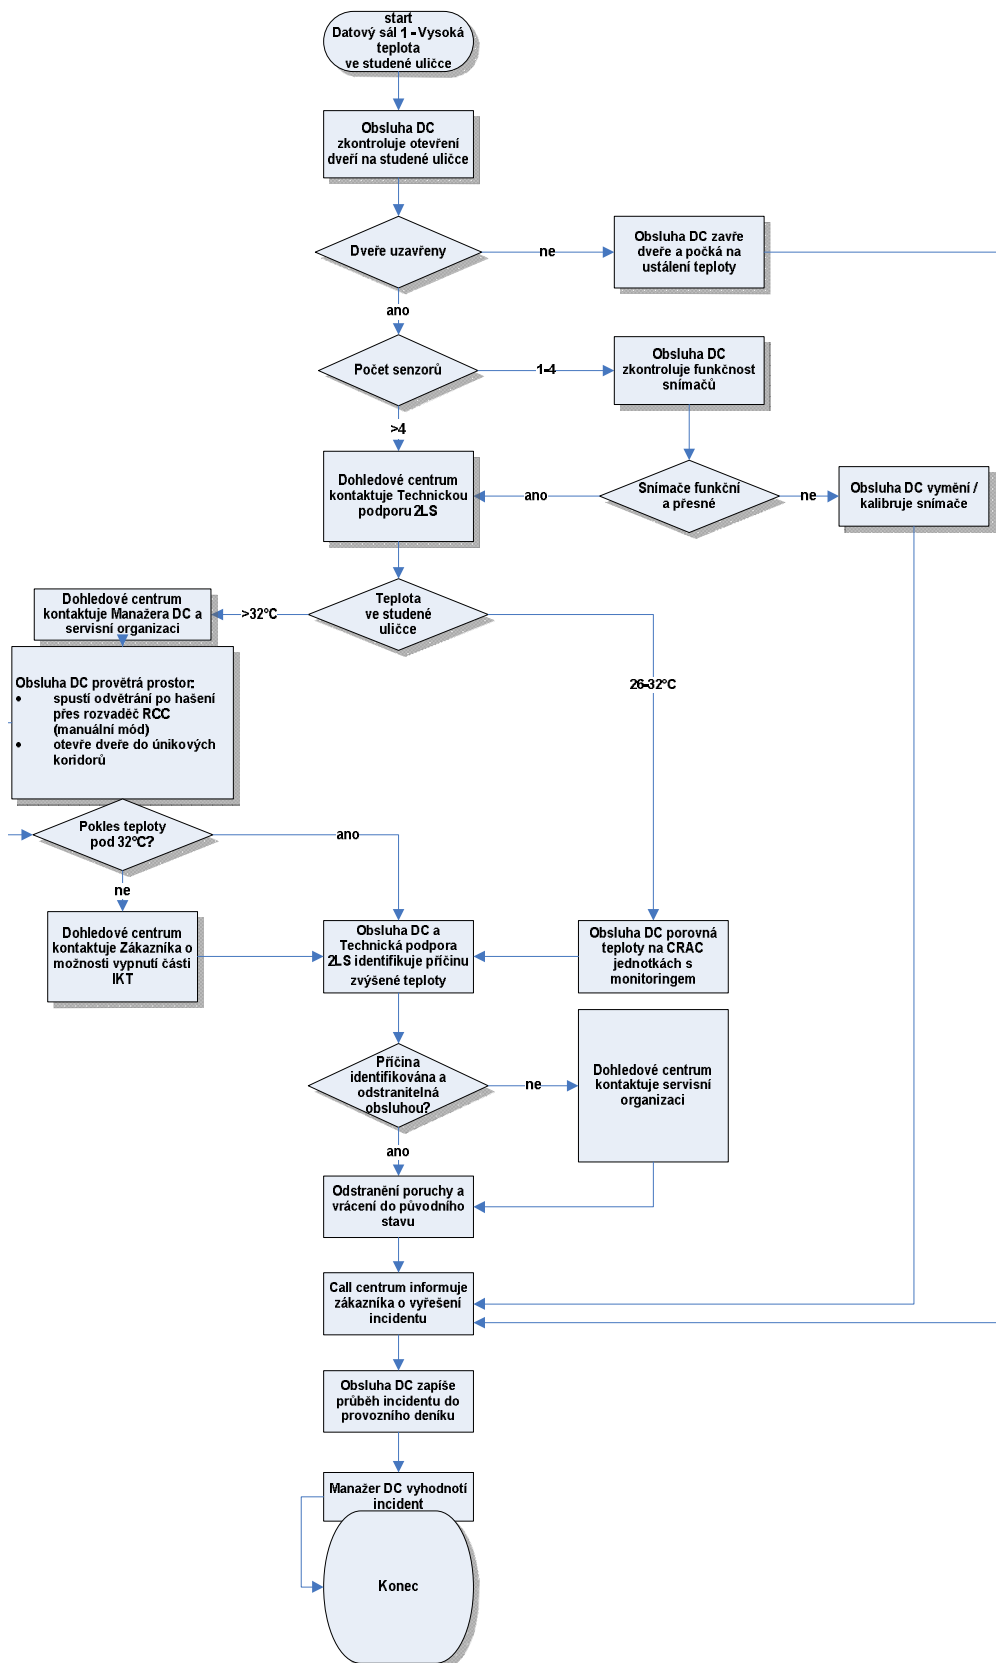 start
Datový sál 1 - Vysoká
teplota
ve studené uličce
Obsluha DC
zkontroluje otevření
dveří na studené uličce
Dveře uzavřeny
ne
Obsluha DC zavře
dveře a počká na
ustálení teploty
ano
Počet senzorů
1-4
Obsluha DC
zkontroluje funkčnost
snímačů
>4
Dohledové centrum
kontaktuje Technickou
podporu 2LS
ano
Snímače funkční
a přesné
ne
Obsluha DC vymění /
kalibruje snímače
Teplota
ve studené
uličce
>32°C
Dohledové centrum
kontaktuje Manažera DC a
servisní organizaci
26-32°C
Obsluha DC provětrá prostor:
• spustí odvětrání po hašení
přes rozvaděč RCC
(manuální mód)
• otevře dveře do únikových
koridorů
Pokles teploty
pod 32°C?
ano
ne
Dohledové centrum
kontaktuje Zákazníka o
možnosti vypnutí části
IKT
Obsluha DC a
Technická podpora
2LS identifikuje příčinu
zvýšené teploty
Obsluha DC porovná
teploty na CRAC
jednotkách s
monitoringem
Příčina
identifikována a
odstranitelná
obsluhou?
ne
Dohledové centrum
kontaktuje servisní
organizaci
ano
Odstranění poruchy a
vrácení do původního
stavu
Call centrum informuje
zákazníka o vyřešení
incidentu
Obsluha DC zapíše
průběh incidentu do
provozního deníku
Manažer DC vyhodnotí
incident
Konec